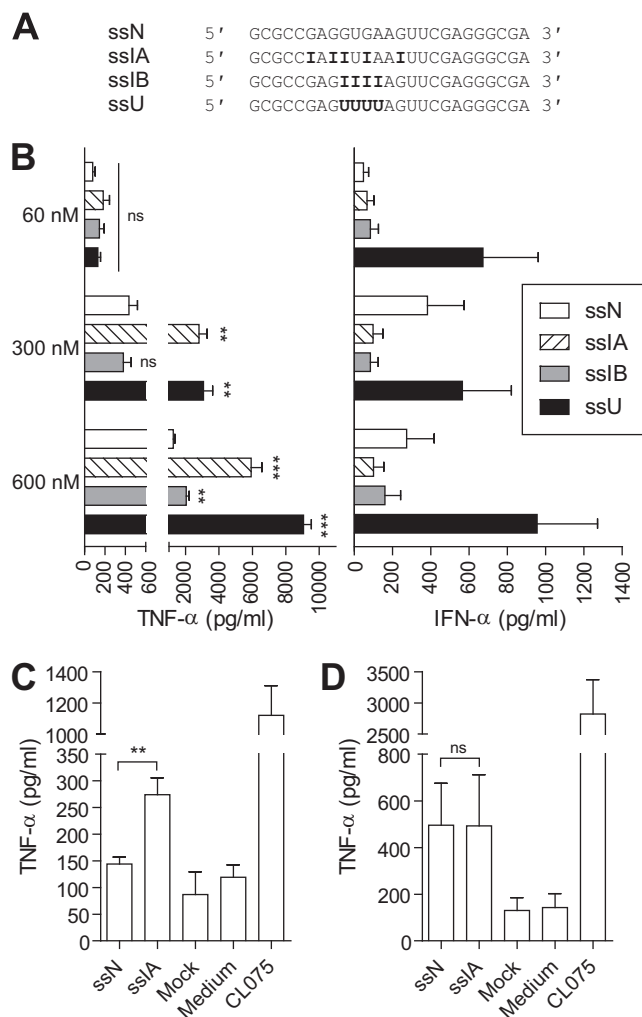 A
ssN 5′ GCGCCGAGGUGAAGUUCGAGGGCGA 3′
ssIA 5′ GCGCCIAIIUIAAIUUCGAGGGCGA 3′
ssIB 5′ GCGCCGAGIIIIAGUUCGAGGGCGA 3′
ssU 5′ GCGCCGAGUUUUAGUUCGAGGGCGA 3′
B
60 nM
ns
300 nM
**
ns
**
600 nM
***
**
***
0 200 400 600 2000 4000 6000 8000 10000
TNF-α (pg/ml)
0 200 400 600 800 1000 1200 1400
IFN-α (pg/ml)
ssN
ssIA
ssIB
ssU
C
1400
1200
1000
350
300
250
200
150
100
50
0
TNF-α (pg/ml)
**
ssN ssIA Mock Medium CL075
D
3500
3000
2500
800
600
400
200
0
TNF-α (pg/ml)
ns
ssN ssIA Mock Medium CL075